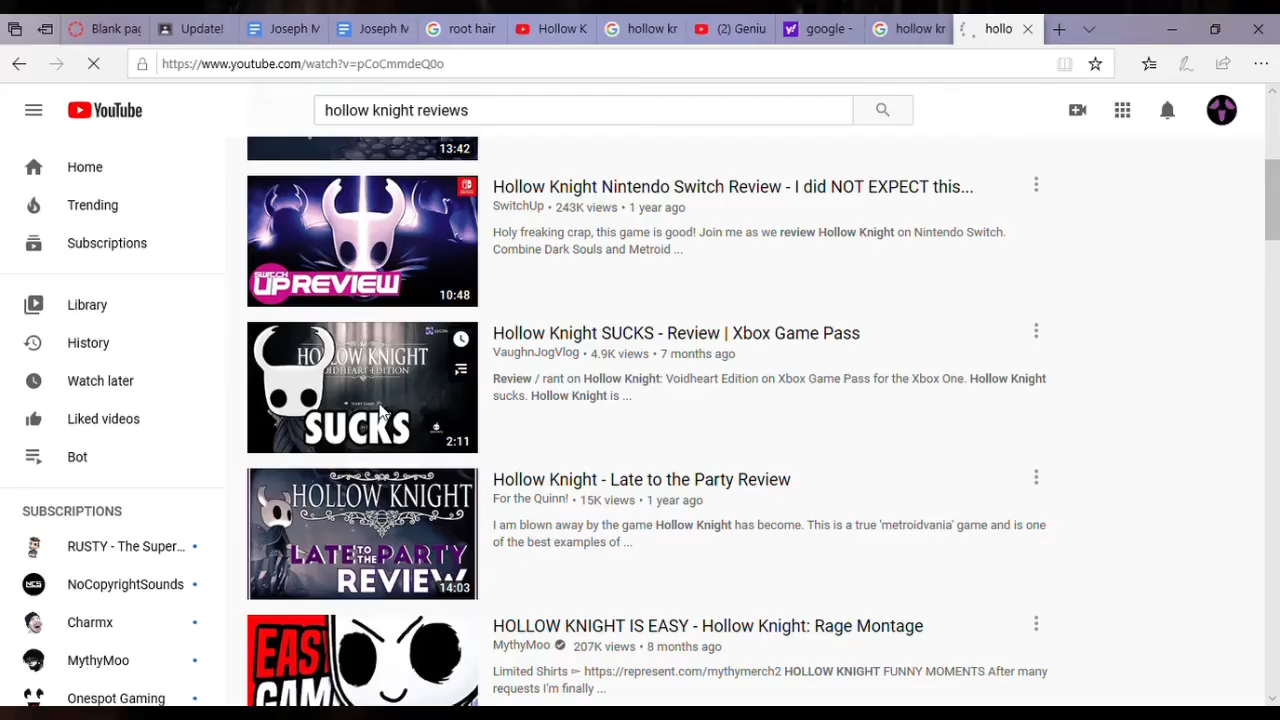 Blank pag
Update!
Joseph M
Joseph M
root hair
Hollow K
hollow kr
(2) Geniu
google -
hollow kr
hollo
https://www.youtube.com/watch?v=pCoCmmdeQ0o
YouTube
hollow knight reviews
Home
Trending
Subscriptions
Library
History
Watch later
Liked videos
Bot
SUBSCRIPTIONS
RUSTY - The Super...
NoCopyrightSounds
Charmx
MythyMoo
Onespot Gaming
13:42
SWITCH
UPREVIEW
10:48
Hollow Knight Nintendo Switch Review - I did NOT EXPECT this...
SwitchUp • 243K views • 1 year ago
Holy freaking crap, this game is good! Join me as we review Hollow Knight on Nintendo Switch.
Combine Dark Souls and Metroid ...
HOLLOW KNIGHT
VOIDHEART EDITION
SUCKS
2:11
Hollow Knight SUCKS - Review | Xbox Game Pass
VaughnJogVlog • 4.9K views • 7 months ago
Review / rant on Hollow Knight: Voidheart Edition on Xbox Game Pass for the Xbox One. Hollow Knight
sucks. Hollow Knight is ...
HOLLOW KNIGHT
LATE TO THE PARTY
REVIEW
14:03
Hollow Knight - Late to the Party Review
For the Quinn! • 15K views • 1 year ago
I am blown away by the game Hollow Knight has become. This is a true 'metroidvania' game and is one
of the best examples of ...
EASY
GAM
HOLLOW KNIGHT IS EASY - Hollow Knight: Rage Montage
MythyMoo 207K views • 8 months ago
Limited Shirts ► https://represent.com/mythymerch2 HOLLOW KNIGHT FUNNY MOMENTS After many
requests I'm finally ...